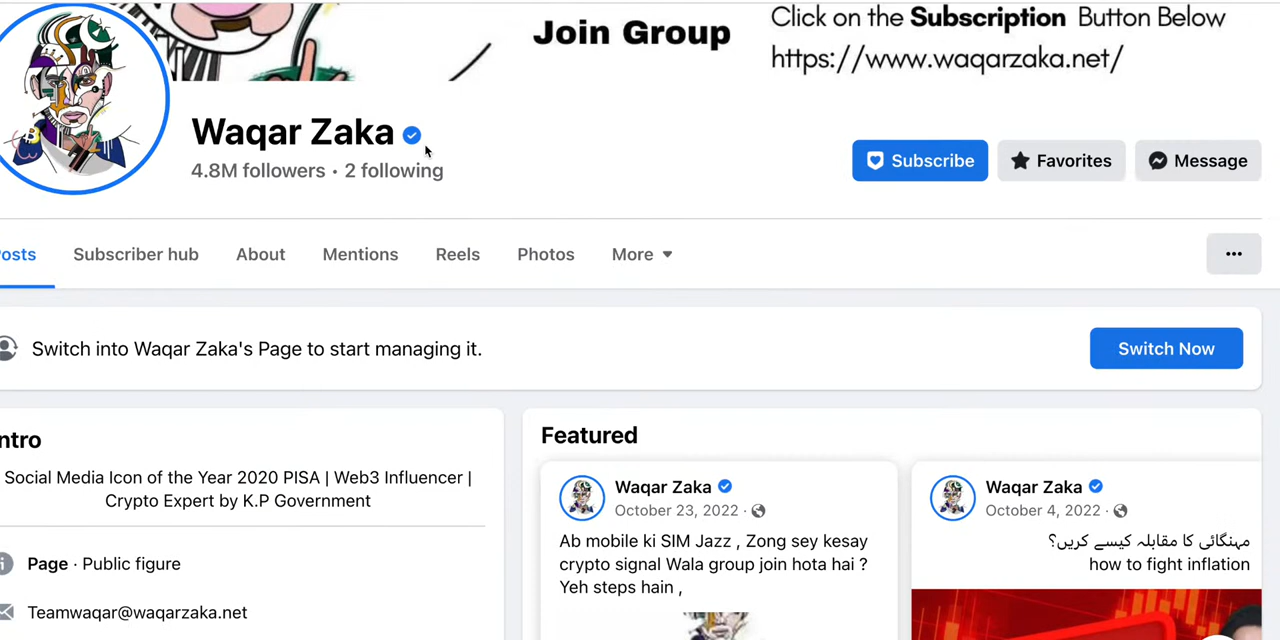 Join Group
Click on the Subscription Button Below
https://www.waqarzaka.net/
Waqar Zaka
4.8M followers • 2 following
Subscribe
Favorites
Message
Posts
Subscriber hub
About
Mentions
Reels
Photos
More
Switch into Waqar Zaka's Page to start managing it.
Switch Now
Intro
Social Media Icon of the Year 2020 PISA | Web3 Influencer |
Crypto Expert by K.P Government
Page · Public figure
Teamwaqar@waqarzaka.net
Featured
Waqar Zaka
October 23, 2022 ·
Ab mobile ki SIM Jazz , Zong sey kesay
crypto signal Wala group join hota hai ?
Yeh steps hain ,
Waqar Zaka
October 4, 2022 ·
مہنگائی کا مقابلہ کیسے کریں؟
how to fight inflation